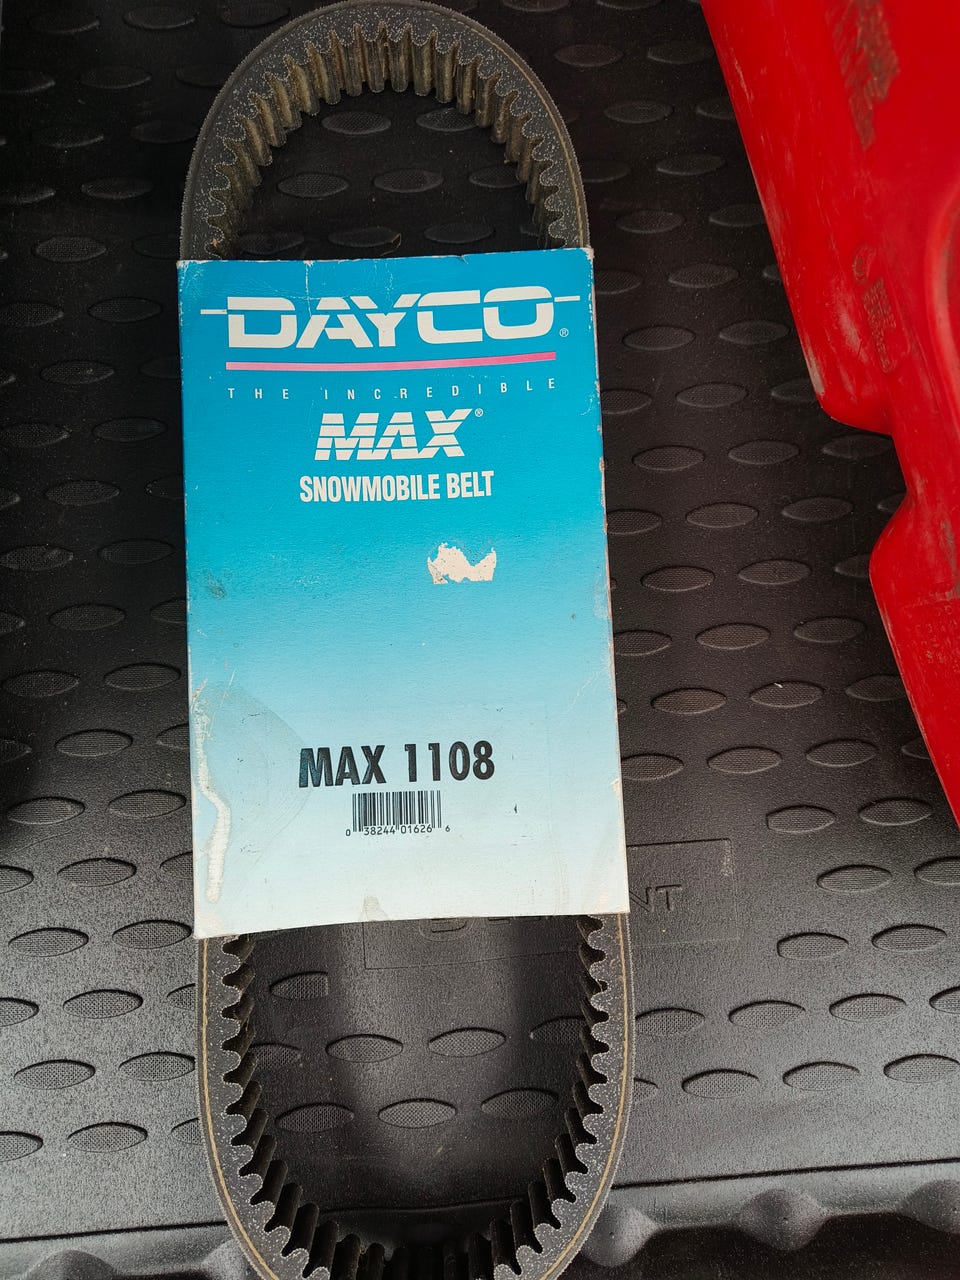 DAYCO®
THE INCREDIBLE
MAX®
SNOWMOBILE BELT
MAX 1108
0 38244 01626 6